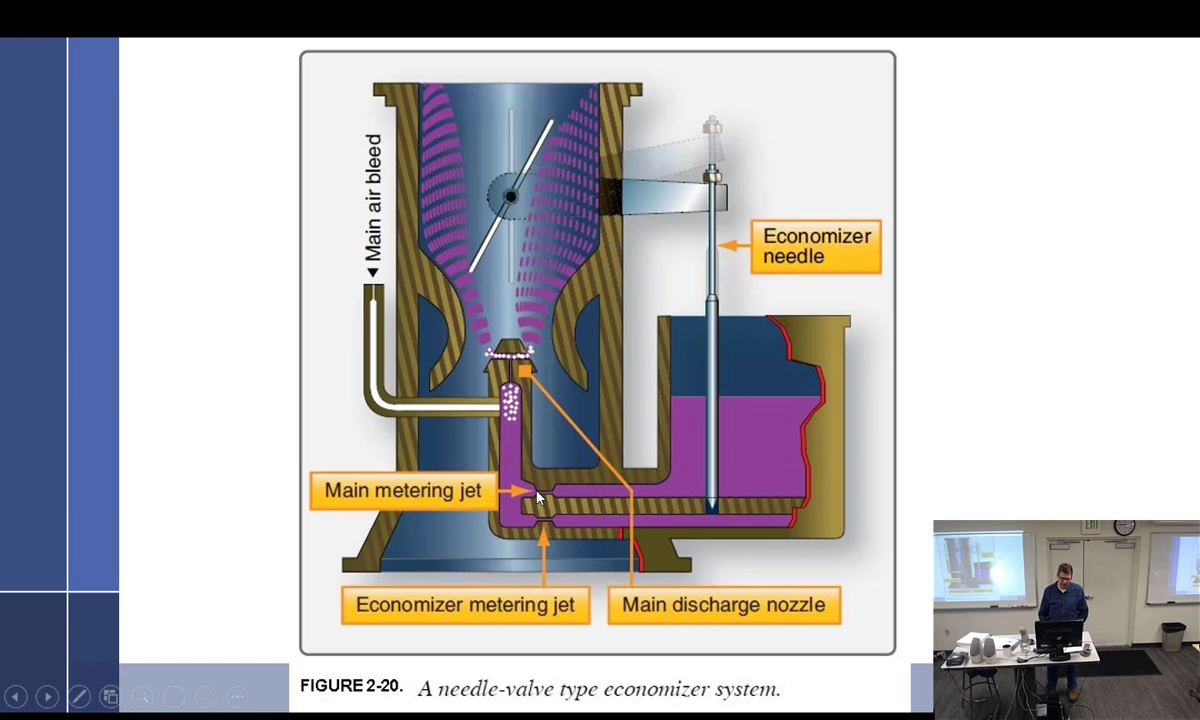 ◄ Main air bleed
Economizer
needle
Main metering jet
Economizer metering jet
Main discharge nozzle
FIGURE 2-20. A needle-valve type economizer system.
EXIT